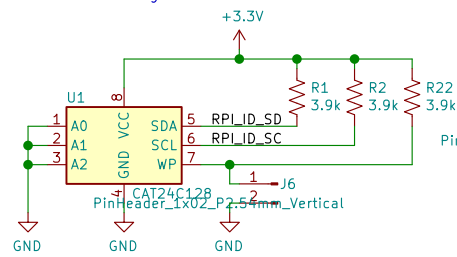 +3.3V
U1
8
R1
3.9k
R2
3.9k
R22
3.9k
1 A0 VCC SDA 5 RPI_ID_SD
2 A1 SCL 6 RPI_ID_SC
3 A2 GND WP 7
Pin
4
CAT24C128
1 J6
2
PinHeader_1x02_P2.54mm_Vertical
GND GND GND